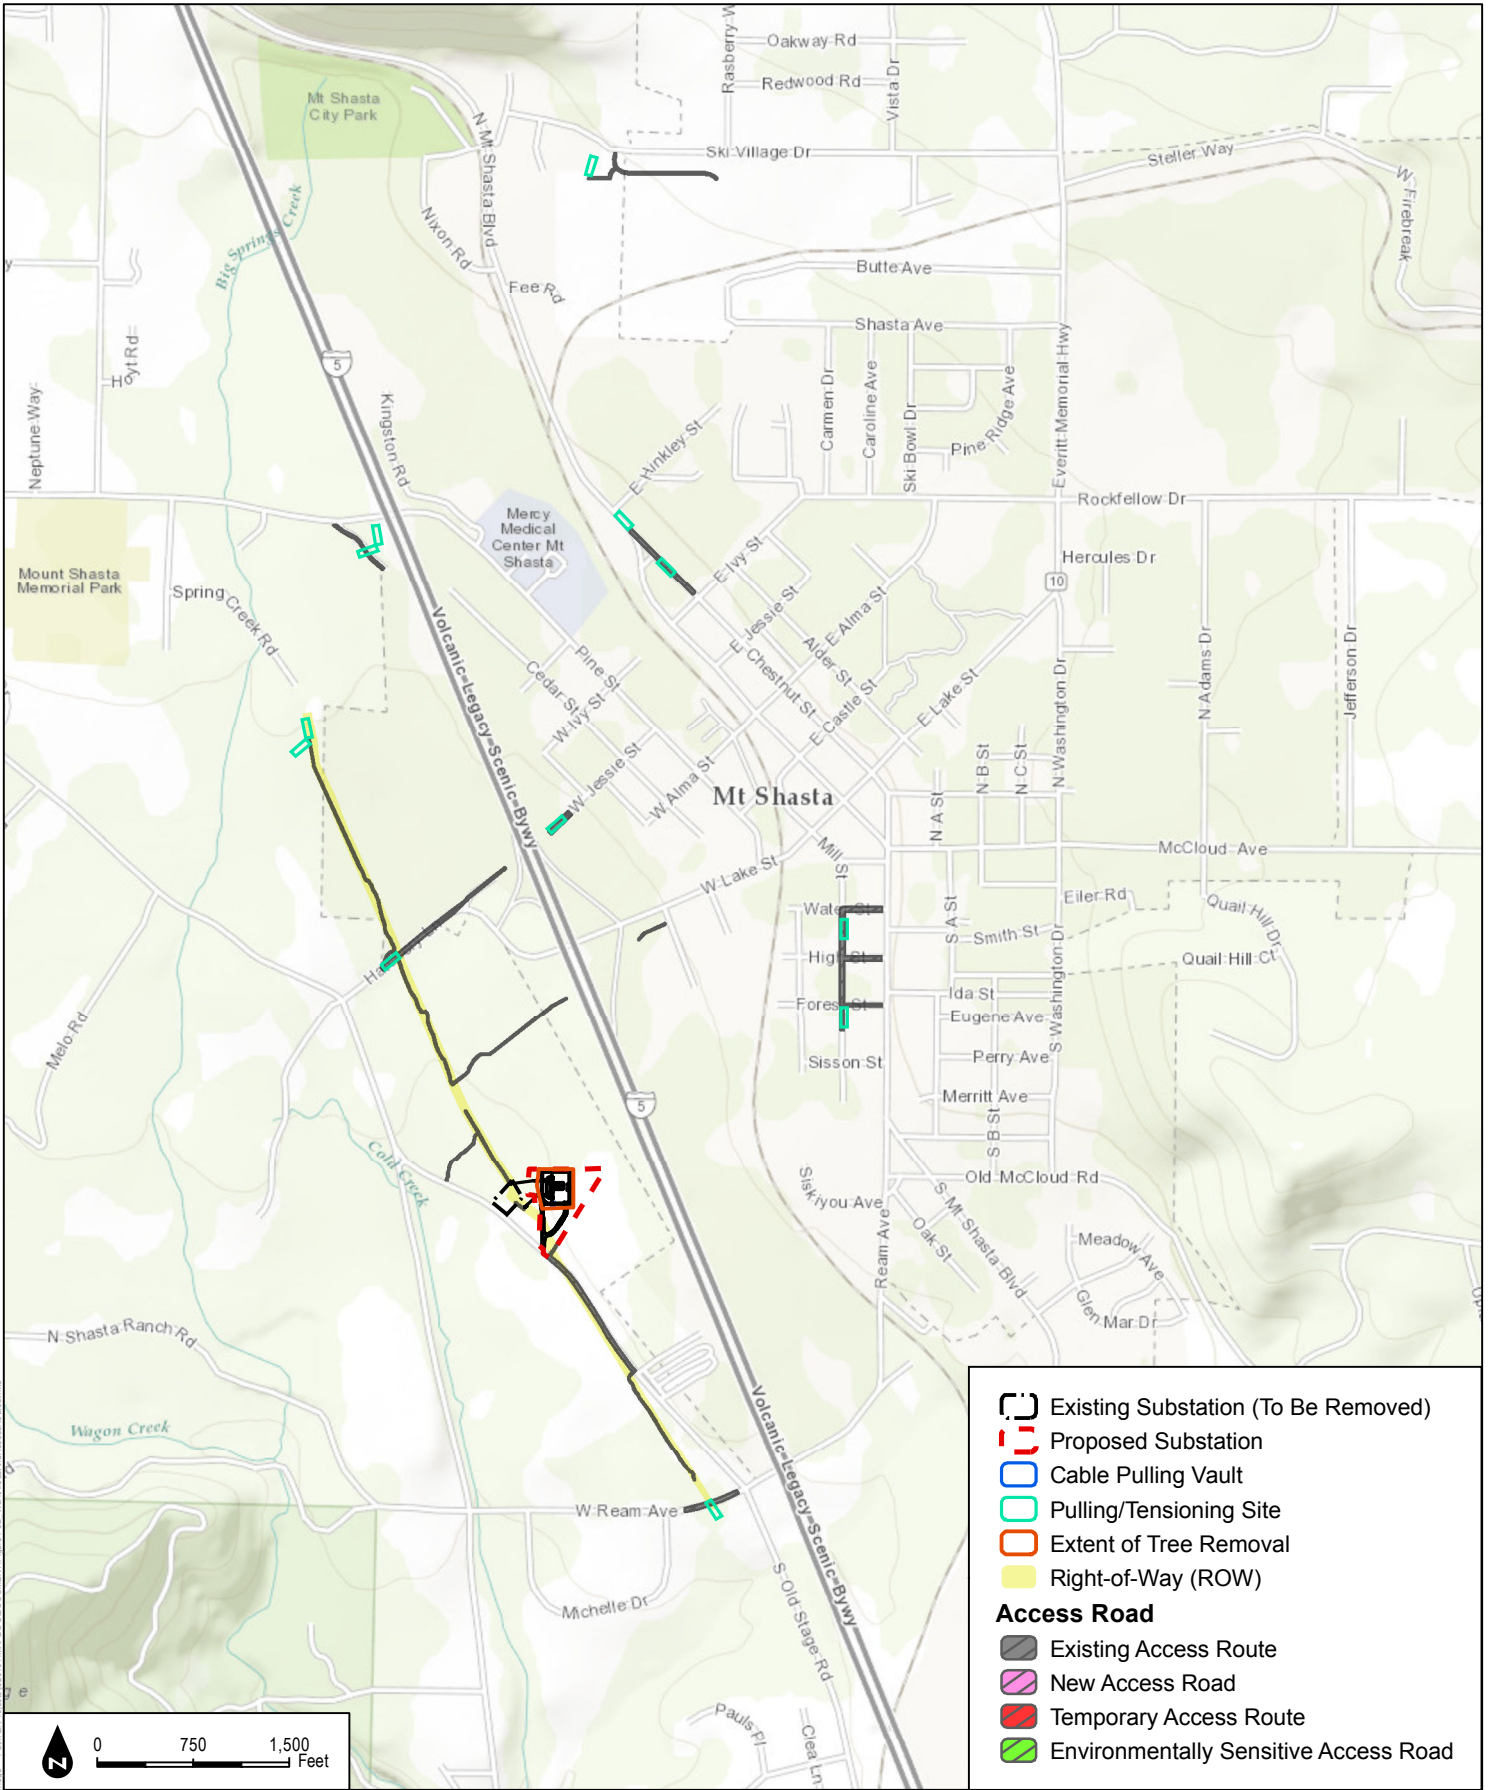 Oakway Rd
Rasberry W
Redwood Rd
Vista Dr
Mt Shasta
City Park
N Mt Shasta Blvd
Ski Village Dr
Steller Way
W Firebreak
Big Springs Creek
Nixon Rd
Fee Rd
Butte Ave
Shasta Ave
Everitt Memorial Hwy
Hoyt Rd
5
Neptune Way
Kingston Rd
Carmen Dr
Caroline Ave
Ski Bowl Dr
Pine Ridge Ave
E Hinkley St
Rockfellow Dr
Mercy
Medical
Center Mt
Shasta
Mount Shasta
Memorial Park
Spring Creek Rd
E Ivy St
Hercules Dr
10
E Jessie St
E Alma St
Alder St
E Chestnut St
E Castle St
E Lake St
N Adams Dr
Jefferson Dr
N Washington Dr
Volcanic=Legacy=Scenic=Bywy
Pine St
Cedar St
W Ivy St
W Jessie St
W Alma St
Mt Shasta
N B St
N C St
N A St
McCloud Ave
Mill St
W Lake St
Eiler Rd
Quail Hill Dr
Quail Hill Ct
S A St
Smith St
S Washington Dr
Ida St
Eugene Ave
Perry Ave
Merritt Ave
S B St
Sisson St
Melo Rd
5
Cold Creek
Old McCloud Rd
Siskiyou Ave
S Mt Shasta Blvd
Oak St
Ream Ave
Meadow Ave
Glen Mar Dr
N Shasta Ranch Rd
Wagon Creek
W Ream Ave
Michelle Dr
Volcanic=Legacy=Scenic=Bywy
S Old Stage Rd
Pauls Pl
Clea Ln
Existing Substation (To Be Removed)
Proposed Substation
Cable Pulling Vault
Pulling/Tensioning Site
Extent of Tree Removal
Right-of-Way (ROW)
Access Road
Existing Access Route
New Access Road
Temporary Access Route
Environmentally Sensitive Access Road
N
0 750 1,500
Feet